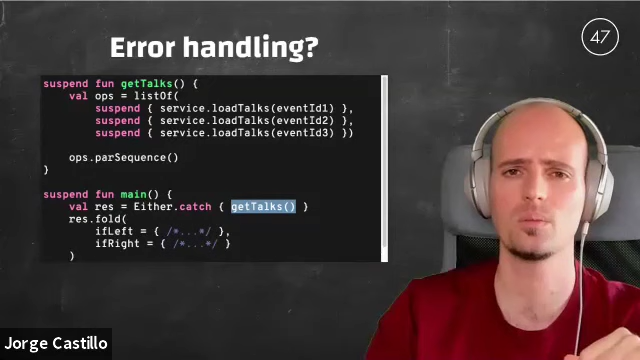 Error handling?
47
suspend fun getTalks() {
    val ops = listOf(
        suspend { service.loadTalks(eventId1) },
        suspend { service.loadTalks(eventId2) },
        suspend { service.loadTalks(eventId3) })
    ops.parSequence()
}
suspend fun main() {
    val res = Either.catch { getTalks() }
    res.fold(
        ifLeft = { /*...*/ },
        ifRight = { /*...*/ }
    )
Jorge Castillo